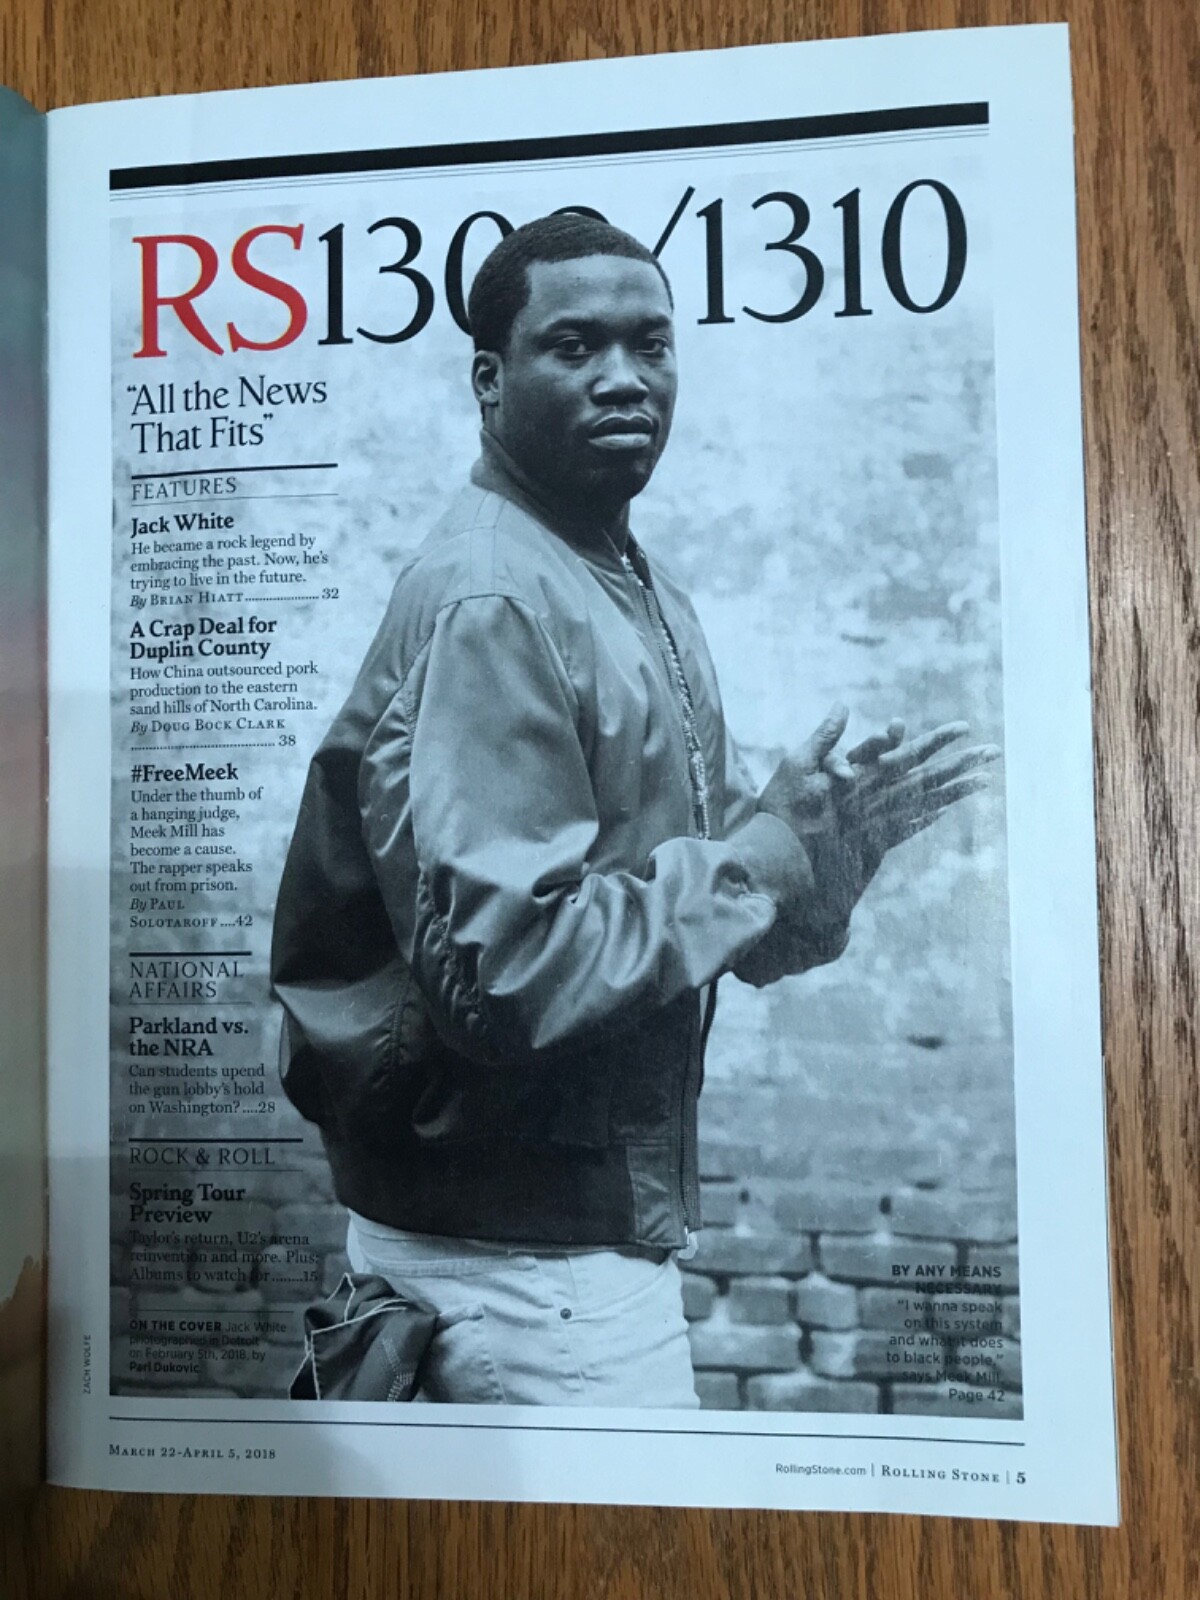 RS1309/1310
"All the News
That Fits"
FEATURES
Jack White
He became a rock legend by
embracing the past. Now, he's
trying to live in the future.
By BRIAN HIATT...................... 32
A Crap Deal for
Duplin County
How China outsourced pork
production to the eastern
sand hills of North Carolina.
By DOUG BOCK CLARK
........................................... 38
#FreeMeek
Under the thumb of
a hanging judge,
Meek Mill has
become a cause.
The rapper speaks
out from prison.
By PAUL
SOLOTAROFF....42
NATIONAL
AFFAIRS
Parkland vs.
the NRA
Can students upend
the gun lobby's hold
on Washington?....28
ROCK & ROLL
Spring Tour
Preview
Taylor's return, U2's arena
reinvention and more. Plus:
Albums to watch for........15
ON THE COVER Jack White
photographed in Detroit
on February 5th, 2018, by
Pari Dukovic
ZACH WOLFE
BY ANY MEANS
NECESSARY
"I wanna speak
on this system
and what it does
to black people,"
says Meek Mill.
Page 42
MARCH 22-APRIL 5, 2018
RollingStone.com | ROLLING STONE | 5